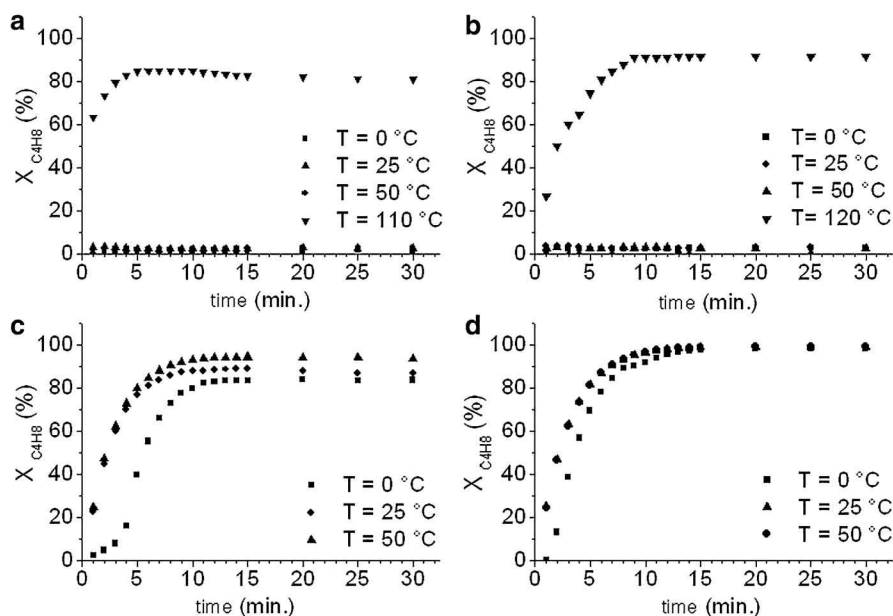 a
100
80
60
40
20
0
X C4H8 (%)
T = 0 °C
T = 25 °C
T = 50 °C
T = 110 °C
0 5 10 15 20 25 30
time (min.)
b
100
80
60
40
20
0
X C4H8 (%)
T= 0 °C
T= 25 °C
T = 50 °C
T= 120 °C
0 5 10 15 20 25 30
time (min.)
c
100
80
60
40
20
0
X C4H8 (%)
T = 0 °C
T = 25 °C
T = 50 °C
0 5 10 15 20 25 30
time (min.)
d
100
80
60
40
20
0
X C4H8 (%)
T = 0 °C
T = 25 °C
T = 50 °C
0 5 10 15 20 25 30
time (min.)